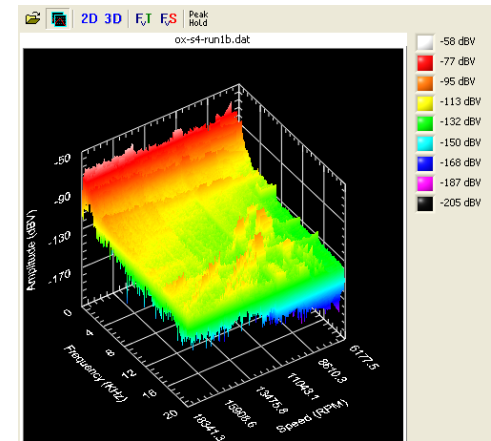 2D 3D FvT FvS Peak Hold
ox-s4-run1b.dat
-58 dBV
-77 dBV
-95 dBV
-113 dBV
-132 dBV
-150 dBV
-168 dBV
-187 dBV
-205 dBV
-50
-90
-130
-170
Amplitude (dBV)
0
4
8
12
16
20
Frequency (KHz)
18341.3
15908.6
13475.8
11043.1
8610.3
6177.5
Speed (RPM)